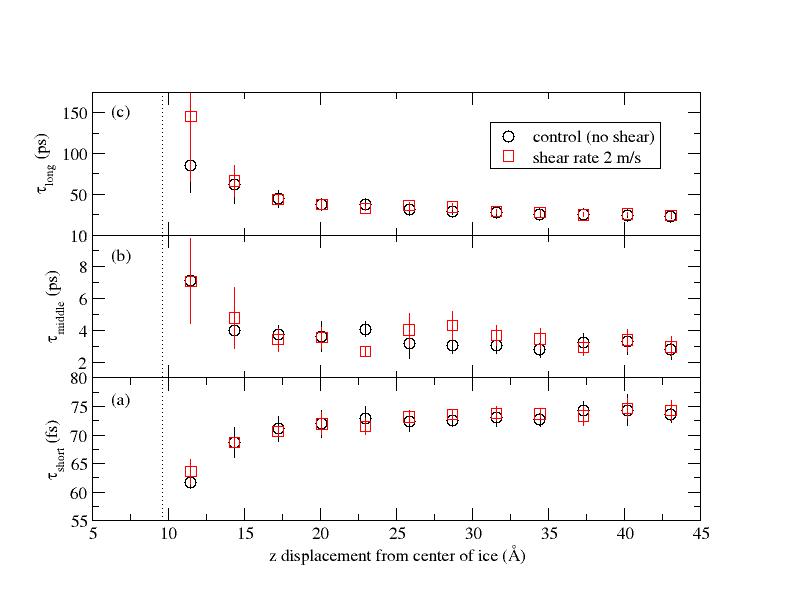 (c)
150
100
50
τlong (ps)
control (no shear)
shear rate 2 m/s
(b)
10
8
6
4
2
τmiddle (ps)
(a)
80
75
70
65
60
55
τshort (fs)
5 10 15 20 25 30 35 40 45
z displacement from center of ice (Å)